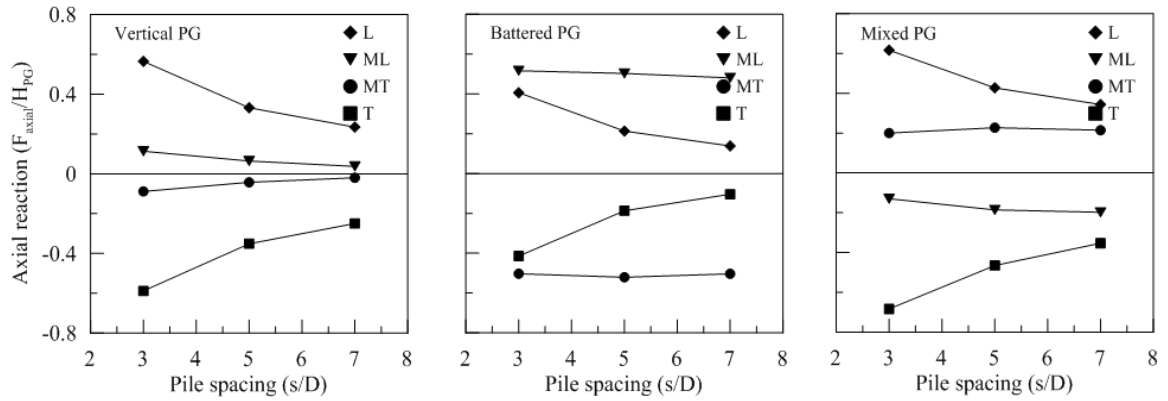 Axial reaction (F_axial/H_PG)
0.8
0.4
0
-0.4
-0.8
Vertical PG
L
ML
MT
T
2 3 4 5 6 7 8
Pile spacing (s/D)
Battered PG
L
ML
MT
T
2 3 4 5 6 7 8
Pile spacing (s/D)
Mixed PG
L
ML
MT
T
2 3 4 5 6 7 8
Pile spacing (s/D)